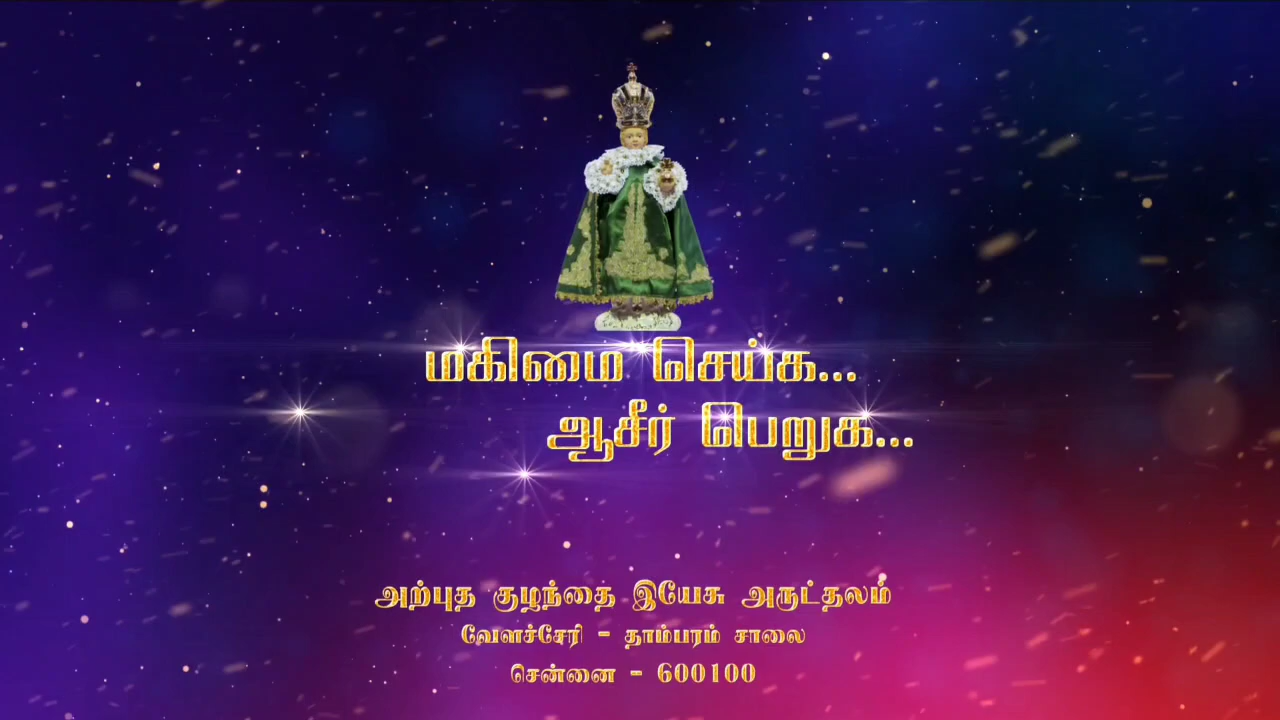 மகிமை செய்க...
ஆசீர் பெறுக...
அற்புத குழந்தை இயேசு அருட்தலம்
வேளச்சேரி - தாம்பரம் சாலை
சென்னை - 600100